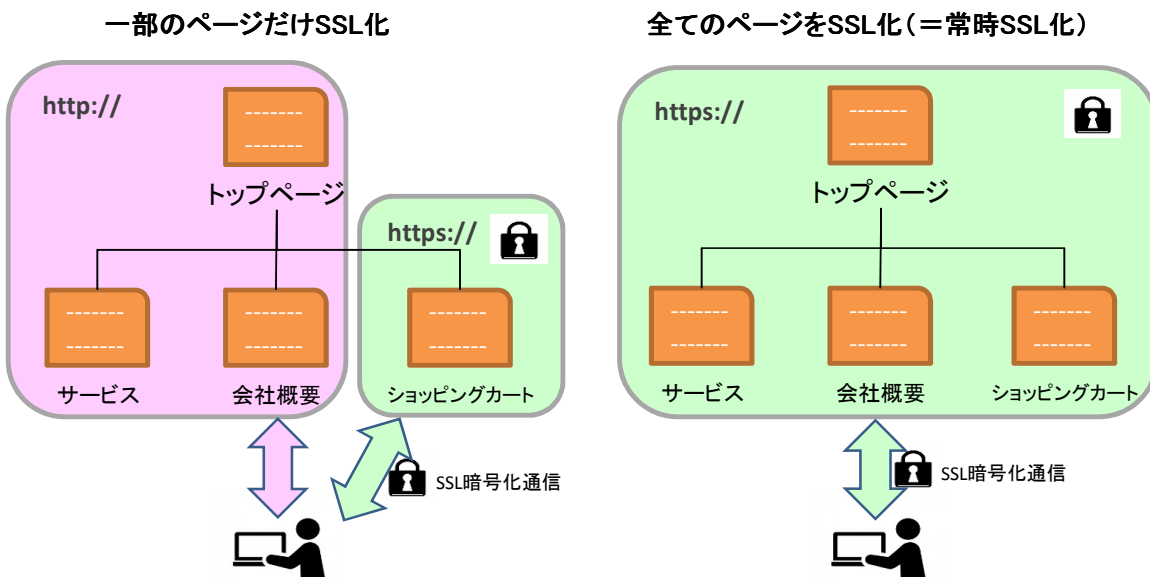 一部のページだけSSL化
http://
トップページ
https://
サービス
会社概要
ショッピングカート
SSL暗号化通信
全てのページをSSL化(＝常時SSL化)
https://
トップページ
サービス
会社概要
ショッピングカート
SSL暗号化通信